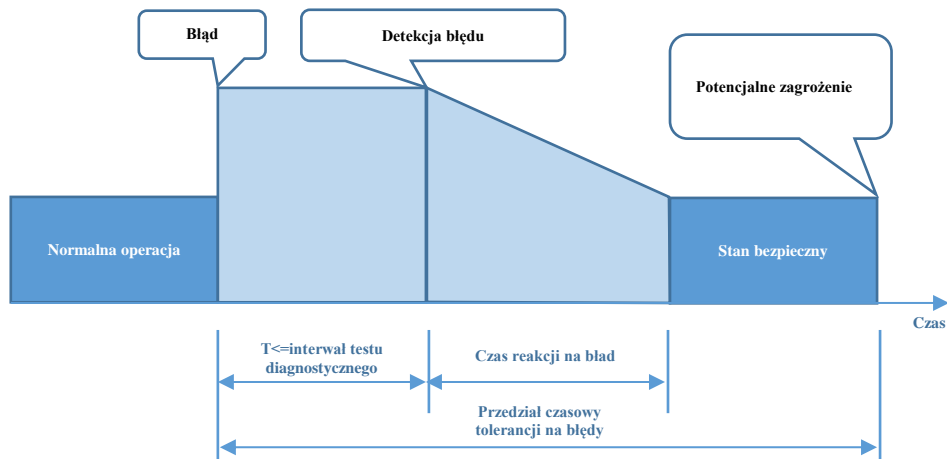 Błąd
Detekcja błędu
Potencjalne zagrożenie
Normalna operacja
Stan bezpieczny
Czas
T<=interwał testu
diagnostycznego
Czas reakcji na bład
Przedział czasowy
tolerancji na błędy